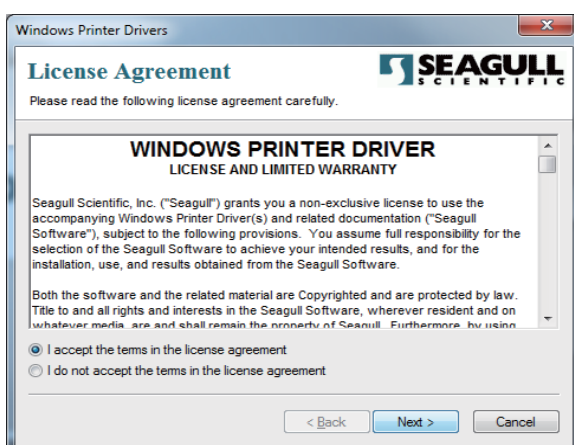 Windows Printer Drivers
License Agreement
SEAGULL
SCIENTIFIC
Please read the following license agreement carefully.
WINDOWS PRINTER DRIVER
LICENSE AND LIMITED WARRANTY
Seagull Scientific, Inc. ("Seagull") grants you a non-exclusive license to use the
accompanying Windows Printer Driver(s) and related documentation ("Seagull
Software"), subject to the following provisions. You assume full responsibility for the
selection of the Seagull Software to achieve your intended results, and for the
installation, use, and results obtained from the Seagull Software.
Both the software and the related material are Copyrighted and are protected by law.
Title to and all rights and interests in the Seagull Software, wherever resident and on
whatever media, are and shall remain the property of Seagull. Furthermore, by using
I accept the terms in the license agreement
I do not accept the terms in the license agreement
< Back
Next >
Cancel